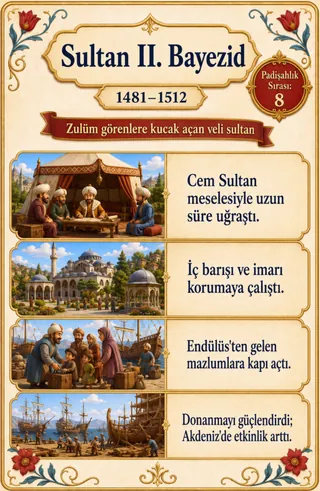 Sultan II. Bayezid
Padişahlık
Sırası:
8
1481–1512
Zulüm görenlere kucak açan veli sultan
Cem Sultan
meselesiyle uzun
süre uğraştı.
İç barışı ve imarı
korumaya çalıştı.
Endülüs'ten gelen
mazlumlara kapı açtı.
Donanmayı güçlendirdi;
Akdeniz'de etkinlik arttı.